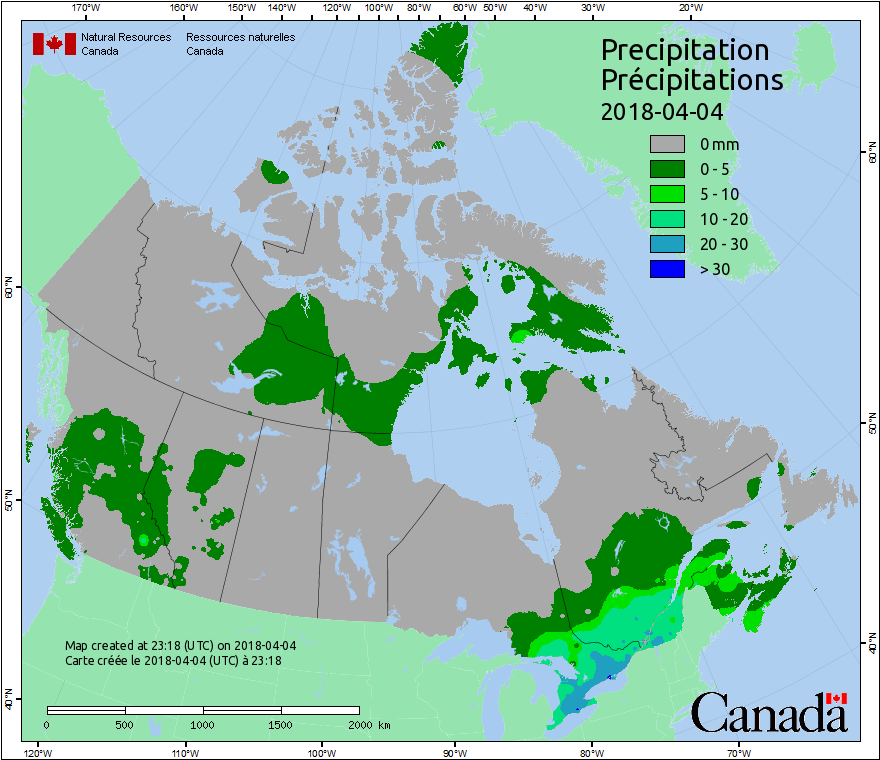 170°W 160°W 150°W 140°W 130°W 120°W 110°W 100°W 90°W 80°W 60°W 50°W 40°W 30°W 20°W
Natural Resources Ressources naturelles
Canada Canada
Precipitation
Précipitations
2018-04-04
0 mm
0 - 5
5 - 10
10 - 20
20 - 30
> 30
60°N
60°N
50°N
50°N
40°N
40°N
Map created at 23:18 (UTC) on 2018-04-04
Carte créée le 2018-04-04 (UTC) à 23:18
0 500 1000 1500 2000 km
Canada
120°W 110°W 100°W 90°W 80°W 70°W